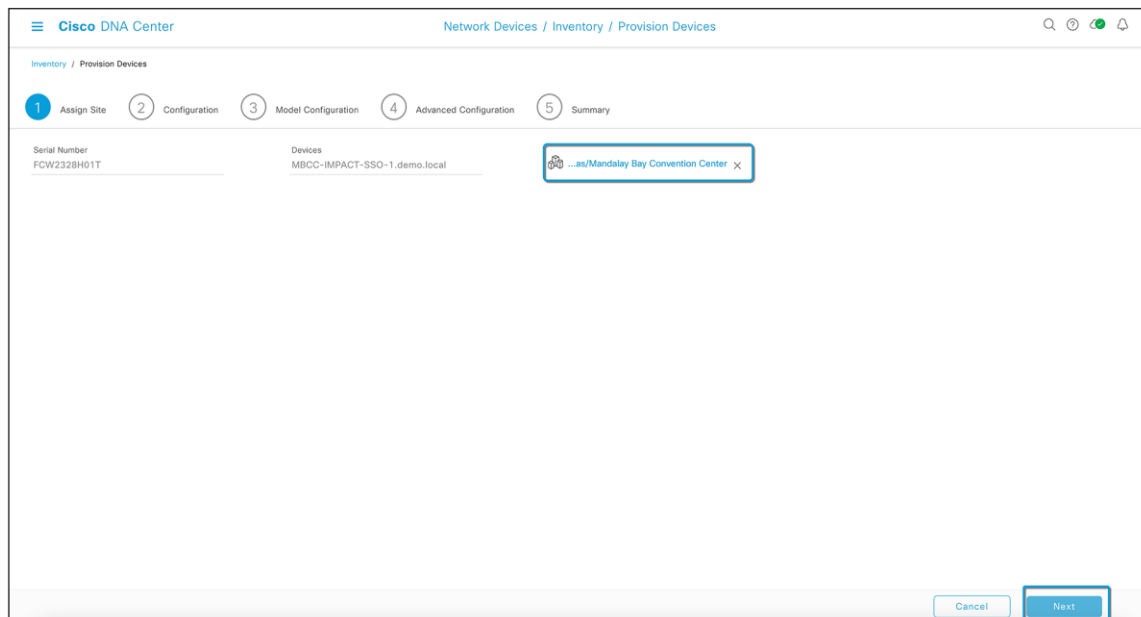 Cisco DNA Center
Network Devices / Inventory / Provision Devices
Inventory / Provision Devices
1 Assign Site 2 Configuration 3 Model Configuration 4 Advanced Configuration 5 Summary
Serial Number Devices
FCW2328H01T MBCC-IMPACT-SSO-1.demo.local ...as/Mandalay Bay Convention Center
Cancel Next